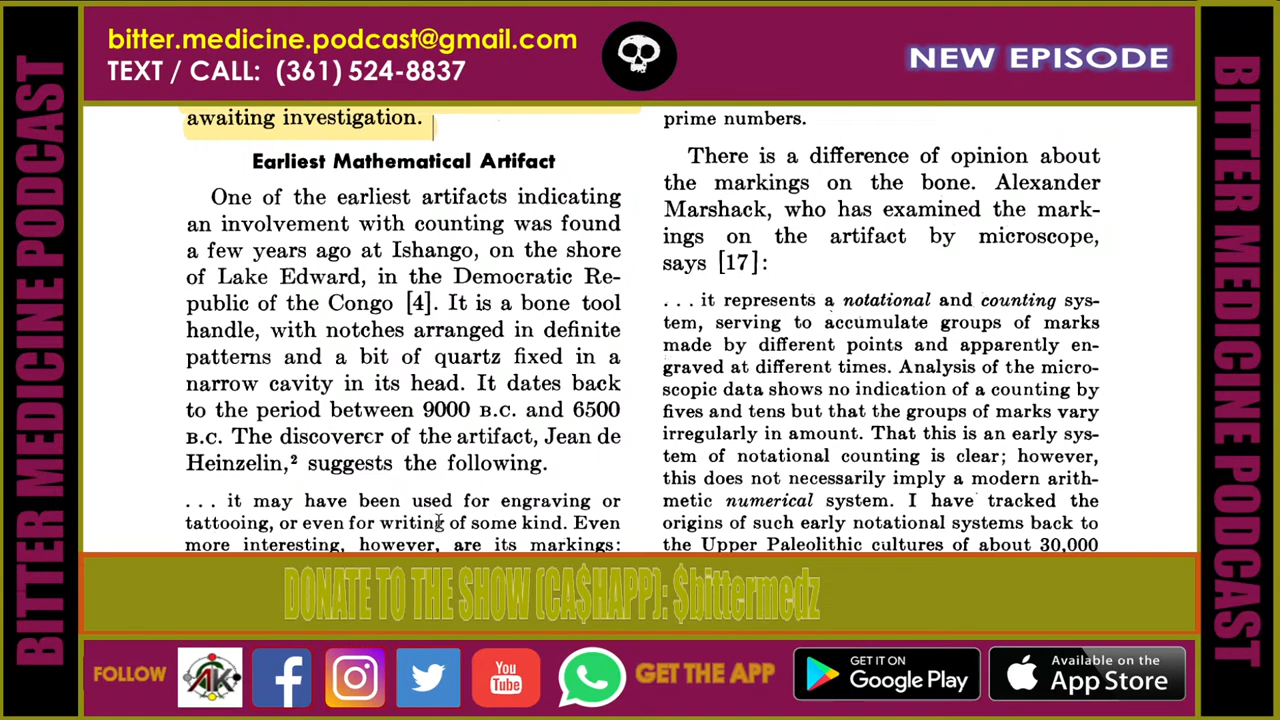 bitter.medicine.podcast@gmail.com
TEXT / CALL: (361) 524-8837
NEW EPISODE
BITTER MEDICINE PODCAST
awaiting investigation.
Earliest Mathematical Artifact
One of the earliest artifacts indicating
an involvement with counting was found
a few years ago at Ishango, on the shore
of Lake Edward, in the Democratic Re-
public of the Congo [4]. It is a bone tool
handle, with notches arranged in definite
patterns and a bit of quartz fixed in a
narrow cavity in its head. It dates back
to the period between 9000 B.C. and 6500
B.C. The discoverer of the artifact, Jean de
Heinzelin,² suggests the following.
. . . it may have been used for engraving or
tattooing, or even for writing of some kind. Even
more interesting, however, are its markings:
prime numbers.
There is a difference of opinion about
the markings on the bone. Alexander
Marshack, who has examined the mark-
ings on the artifact by microscope,
says [17]:
. . . it represents a notational and counting sys-
tem, serving to accumulate groups of marks
made by different points and apparently en-
graved at different times. Analysis of the micro-
scopic data shows no indication of a counting by
fives and tens but that the groups of marks vary
irregularly in amount. That this is an early sys-
tem of notational counting is clear; however,
this does not necessarily imply a modern arith-
metic numerical system. I have tracked the
origins of such early notational systems back to
the Upper Paleolithic cultures of about 30,000
BITTER MEDICINE PODCAST
DONATE TO THE SHOW (CA$HAPP): $bittermedz
FOLLOW
ATK
You
Tube
GET THE APP
GET IT ON
Google Play
Available on the
App Store